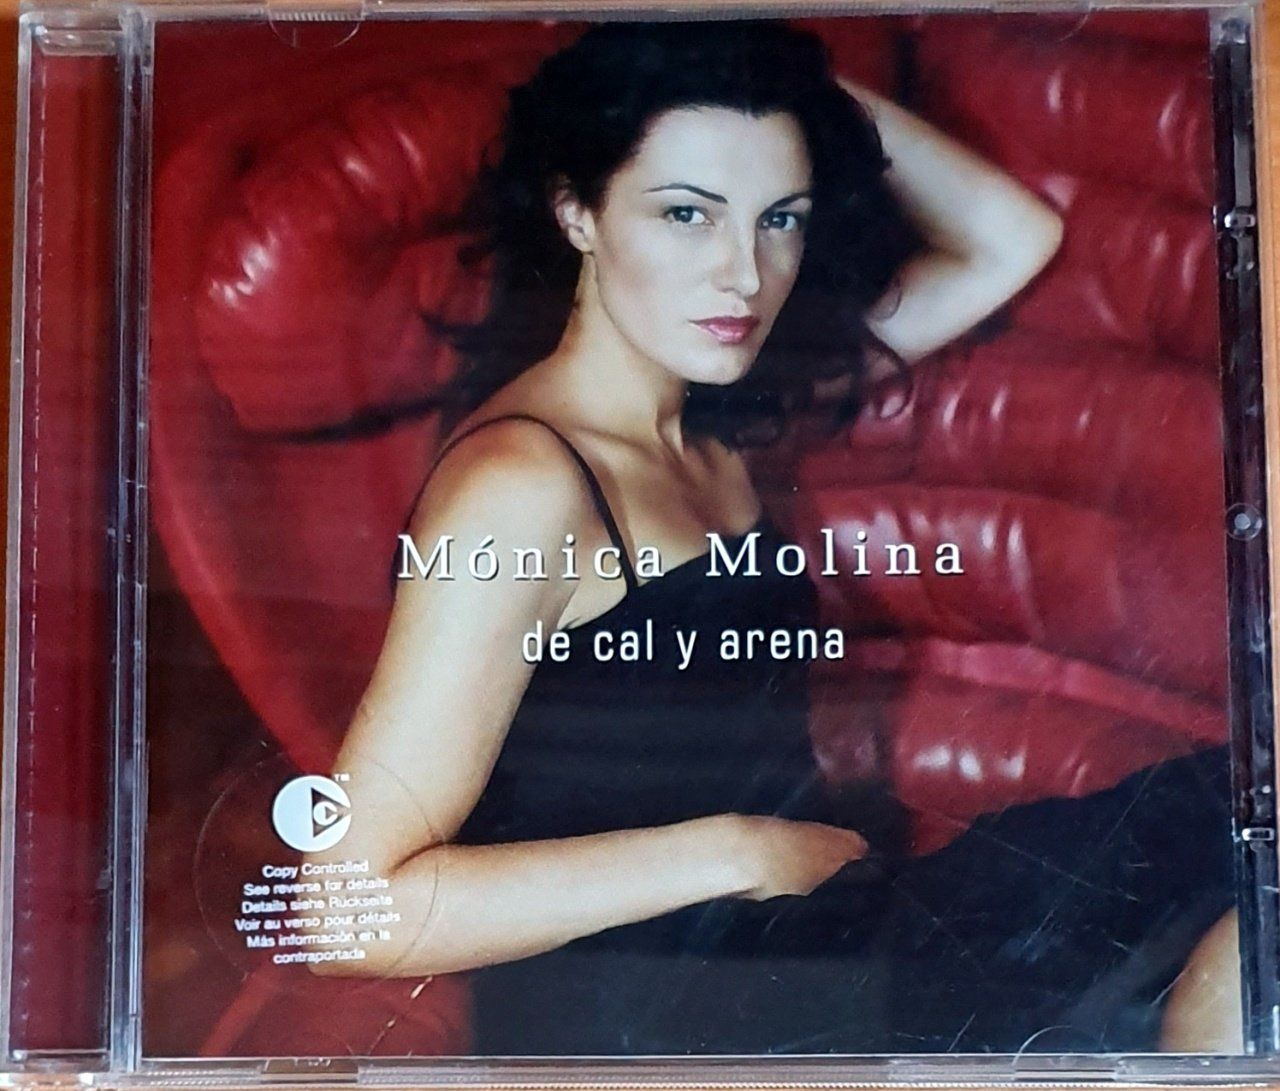 Mónica Molina
de cal y arena
TM
C
Copy Controlled
See reverse for details
Details siehe Rückseite
Voir au verso pour détails
Más información en la
contraportada